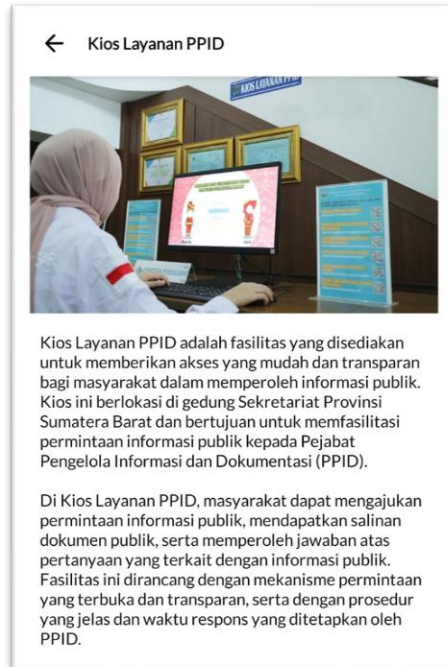 Kios Layanan PPID
KIOS LAYANAN PPID
Kios Layanan PPID adalah fasilitas yang disediakan
untuk memberikan akses yang mudah dan transparan
bagi masyarakat dalam memperoleh informasi publik.
Kios ini berlokasi di gedung Sekretariat Provinsi
Sumatera Barat dan bertujuan untuk memfasilitasi
permintaan informasi publik kepada Pejabat
Pengelola Informasi dan Dokumentasi (PPID).
Di Kios Layanan PPID, masyarakat dapat mengajukan
permintaan informasi publik, mendapatkan salinan
dokumen publik, serta memperoleh jawaban atas
pertanyaan yang terkait dengan informasi publik.
Fasilitas ini dirancang dengan mekanisme permintaan
yang terbuka dan transparan, serta dengan prosedur
yang jelas dan waktu respons yang ditetapkan oleh
PPID.